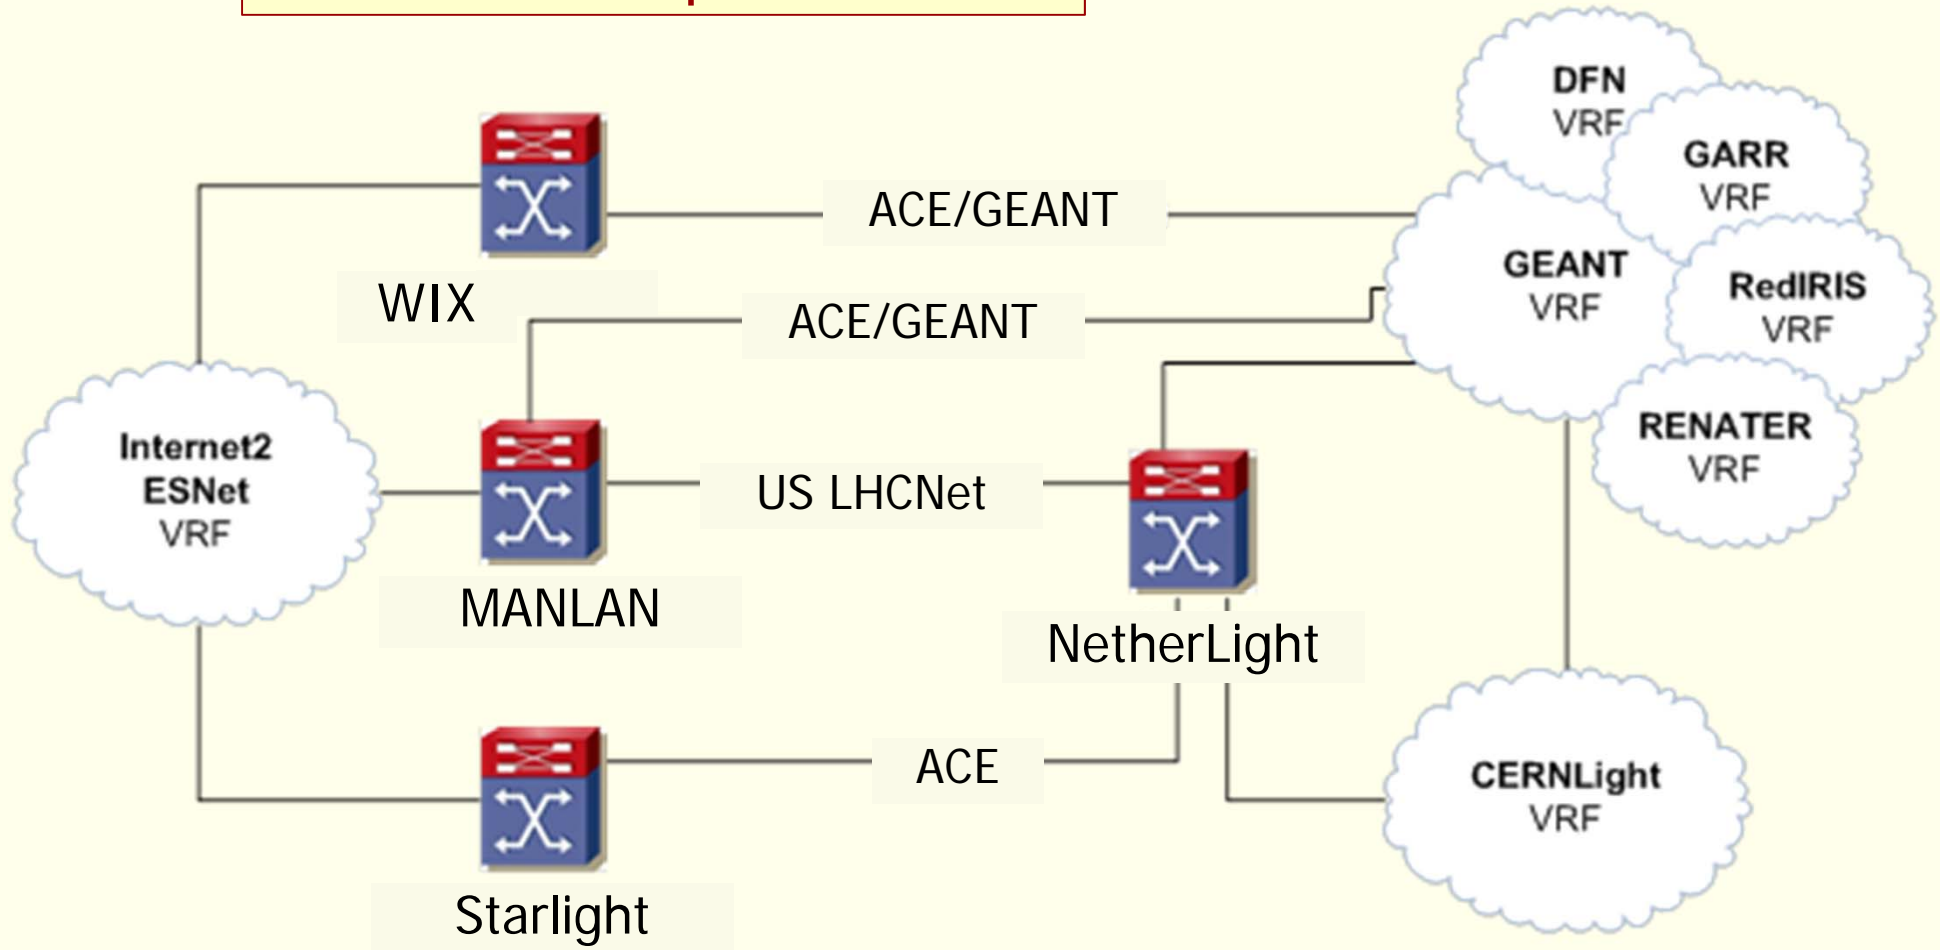 DFN
VRF
GARR
VRF
ACE/GEANT
GEANT
VRF
RedIRIS
VRF
WIX
ACE/GEANT
RENATER
VRF
Internet2
ESNet
VRF
US LHCNet
MANLAN
NetherLight
ACE
CERNLight
VRF
Starlight